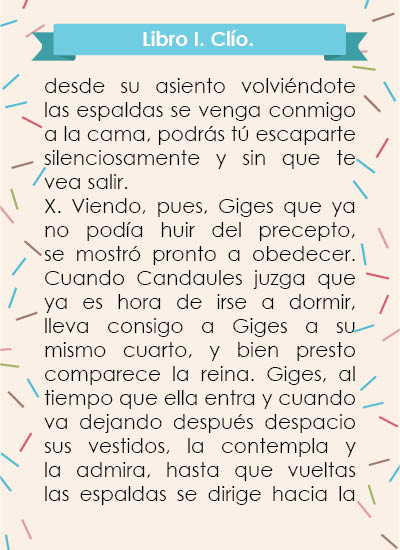 Libro I. Clío.
desde su asiento volviéndote
las espaldas se venga conmigo
a la cama, podrás tú escaparte
silenciosamente y sin que te
vea salir.
X. Viendo, pues, Giges que ya
no podía huir del precepto,
se mostró pronto a obedecer.
Cuando Candaules juzga que
ya es hora de irse a dormir,
lleva consigo a Giges a su
mismo cuarto, y bien presto
comparece la reina. Giges, al
tiempo que ella entra y cuando
va dejando después despacio
sus vestidos, la contempla y
la admira, hasta que vueltas
las espaldas se dirige hacia la